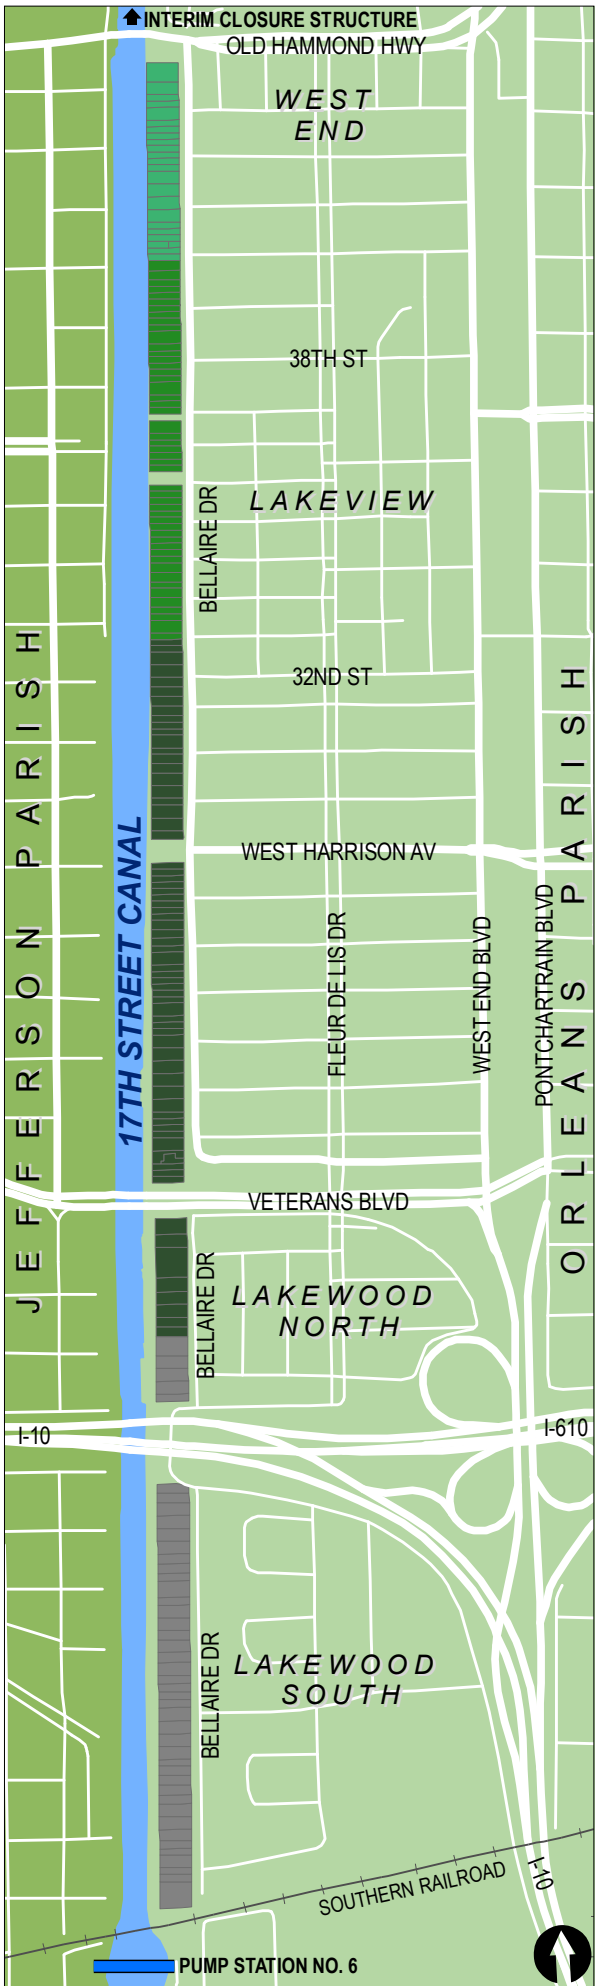 INTERIM CLOSURE STRUCTURE
OLD HAMMOND HWY
WEST
END
38TH ST
LAKEVIEW
BELLAIRE DR
32ND ST
JEFFERSON PARISH
ORLEANS PARISH
17TH STREET CANAL
WEST HARRISON AV
FLEUR DE LIS DR
WEST END BLVD
PONTCHARTRAIN BLVD
VETERANS BLVD
BELLAIRE DR
LAKEWOOD
NORTH
I-10
I-610
BELLAIRE DR
LAKEWOOD
SOUTH
SOUTHERN RAILROAD
I-10
PUMP STATION NO. 6